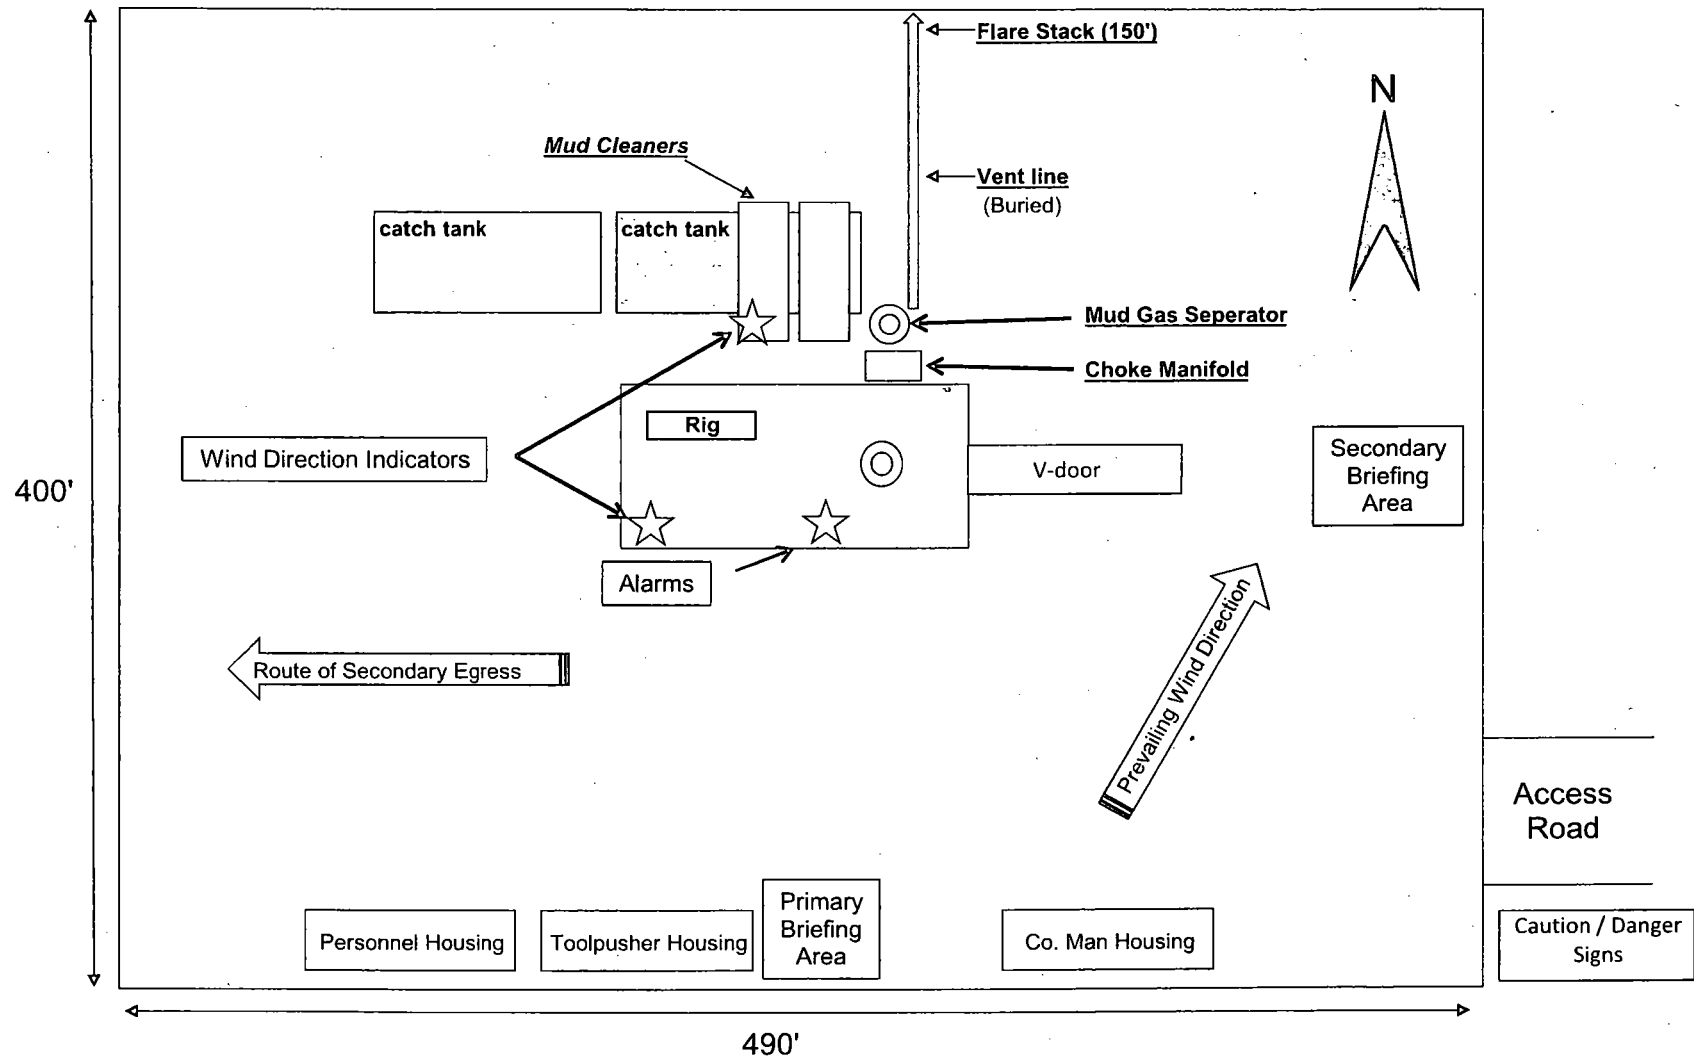 Flare Stack (150')
N
Mud Cleaners
Vent line
(Buried)
catch tank
catch tank
Mud Gas Seperator
Choke Manifold
Rig
Wind Direction Indicators
V-door
Secondary
Briefing
Area
400'
Alarms
Prevailing Wind Direction
Route of Secondary Egress
Access
Road
Primary
Briefing
Area
Personnel Housing
Toolpusher Housing
Co. Man Housing
Caution / Danger
Signs
490'